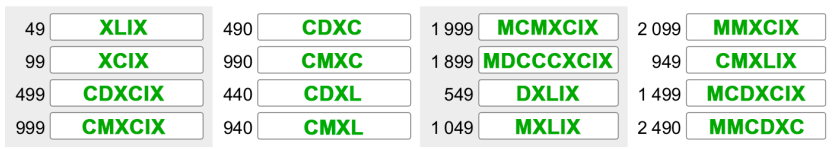 49 XLIX 490 CDXC 1 999 MCMXCIX 2 099 MMXCIX
99 XCIX 990 CMXC 1 899 MDCCCXCIX 949 CMXLIX
499 CDXCIX 440 CDXL 549 DXLIX 1 499 MCDXCIX
999 CMXCIX 940 CMXL 1 049 MXLIX 2 490 MMCDXC